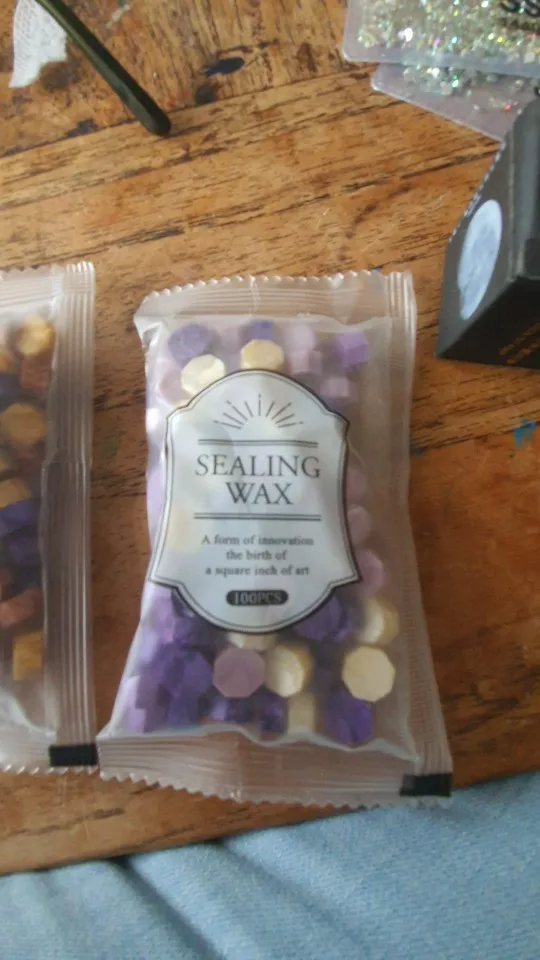 SEALING
WAX
A form of innovation
the birth of
a square inch of art
100PCS